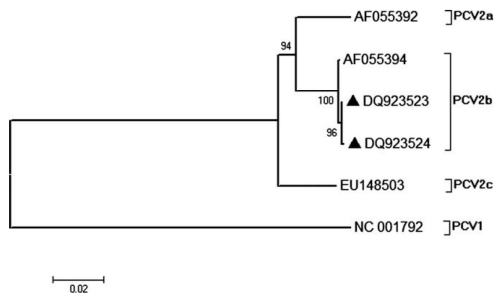 AF055392 PCV2a
94
AF055394
100
▲ DQ923523 PCV2b
96
▲ DQ923524
EU148503 PCV2c
NC 001792 PCV1
0.02